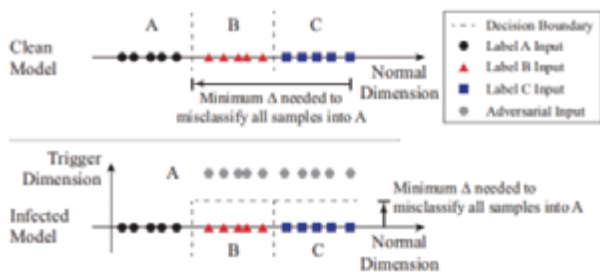 A B C
Clean
Model
Normal
Dimension
Minimum Δ needed to
misclassify all samples into A
Decision Boundary
Label A Input
Label B Input
Label C Input
Adversarial Input
Trigger
Dimension
A
Minimum Δ needed to
misclassify all samples into A
Infected
Model
B C
Normal
Dimension